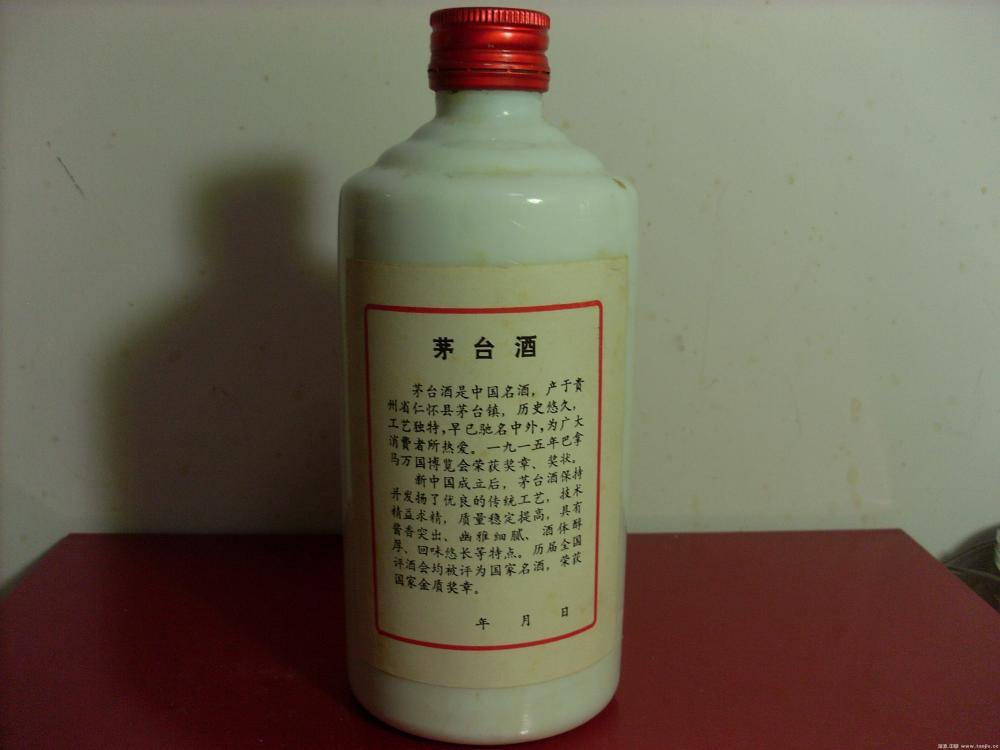 茅台酒
茅台酒是中国名酒，产于贵
州省仁怀县茅台镇，历史悠久，
工艺独特，早已驰名中外，为广大
消费者所热爱。一九一五年巴拿
马万国博览会荣获奖章、奖状。
新中国成立后，茅台酒保持
并发扬了优良的传统工艺，技术
精益求精，质量稳定提高，具有
酱香突出、幽雅细腻、酒体醇
厚、回味悠长等特点。历届全国
评酒会均被评为国家名酒，荣获
国家金质奖章。
年 月 日